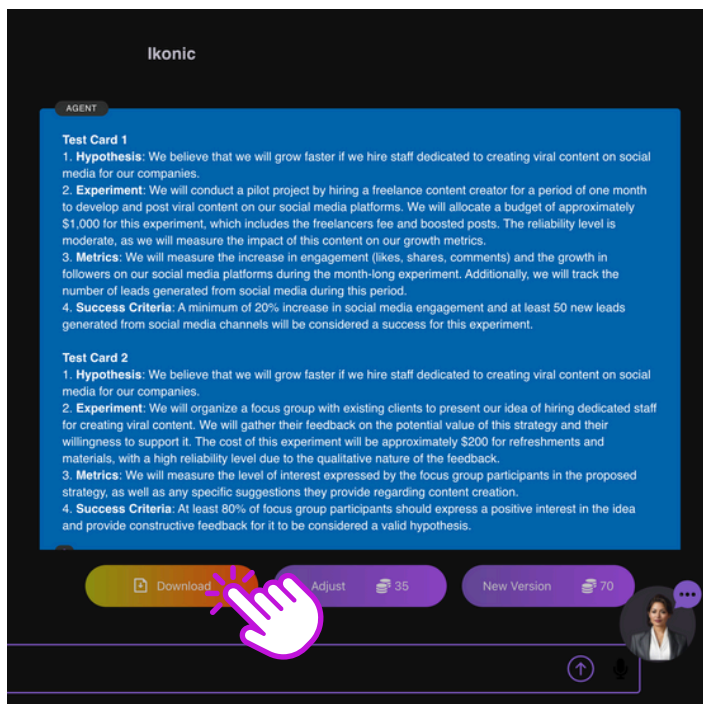 Ikonic
AGENT
Test Card 1
1. Hypothesis: We believe that we will grow faster if we hire staff dedicated to creating viral content on social
media for our companies.
2. Experiment: We will conduct a pilot project by hiring a freelance content creator for a period of one month
to develop and post viral content on our social media platforms. We will allocate a budget of approximately
$1,000 for this experiment, which includes the freelancers fee and boosted posts. The reliability level is
moderate, as we will measure the impact of this content on our growth metrics.
3. Metrics: We will measure the increase in engagement (likes, shares, comments) and the growth in
followers on our social media platforms during the month-long experiment. Additionally, we will track the
number of leads generated from social media during this period.
4. Success Criteria: A minimum of 20% increase in social media engagement and at least 50 new leads
generated from social media channels will be considered a success for this experiment.
Test Card 2
1. Hypothesis: We believe that we will grow faster if we hire staff dedicated to creating viral content on social
media for our companies.
2. Experiment: We will organize a focus group with existing clients to present our idea of hiring dedicated staff
for creating viral content. We will gather their feedback on the potential value of this strategy and their
willingness to support it. The cost of this experiment will be approximately $200 for refreshments and
materials, with a high reliability level due to the qualitative nature of the feedback.
3. Metrics: We will measure the level of interest expressed by the focus group participants in the proposed
strategy, as well as any specific suggestions they provide regarding content creation.
4. Success Criteria: At least 80% of focus group participants should express a positive interest in the idea
and provide constructive feedback for it to be considered a valid hypothesis.
Download Adjust 35 New Version 70